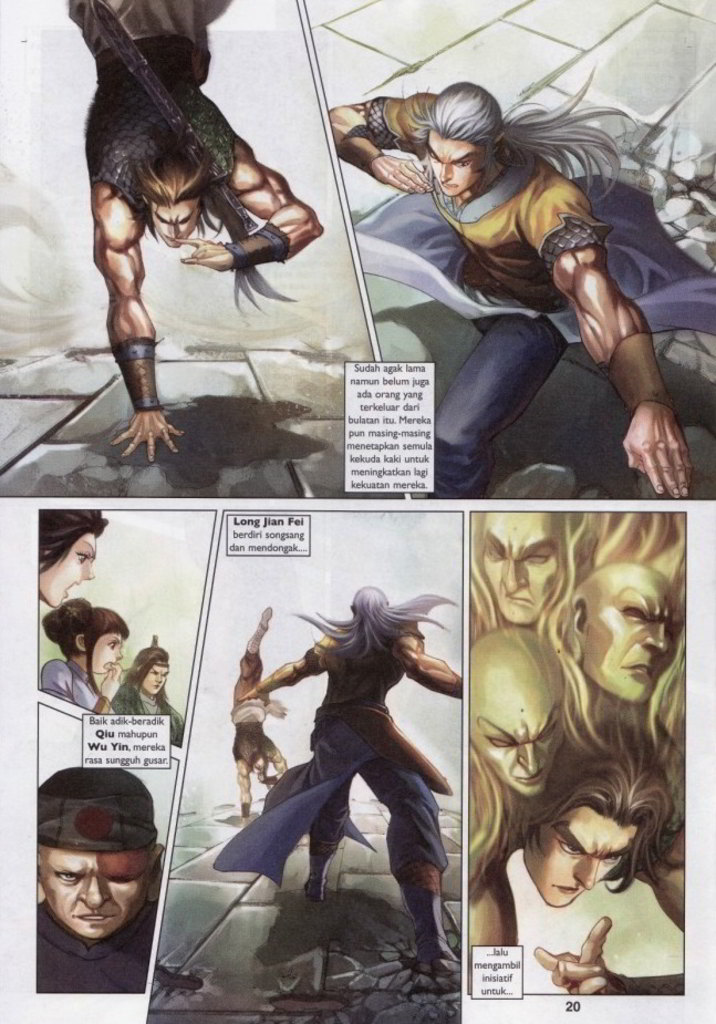 Sudah agak lama
namun belum juga
ada orang yang
terkeluar dari
bulatan itu. Mereka
pun masing-masing
menetapkan semula
kekuda kaki untuk
meningkatkan lagi
kekuatan mereka.
Long Jian Fei
berdiri songsang
dan mendongak....
Baik adik-beradik
Qiu mahupun
Wu Yin, mereka
rasa sungguh gusar.
...lalu
mengambil
inisiatif
untuk...
20